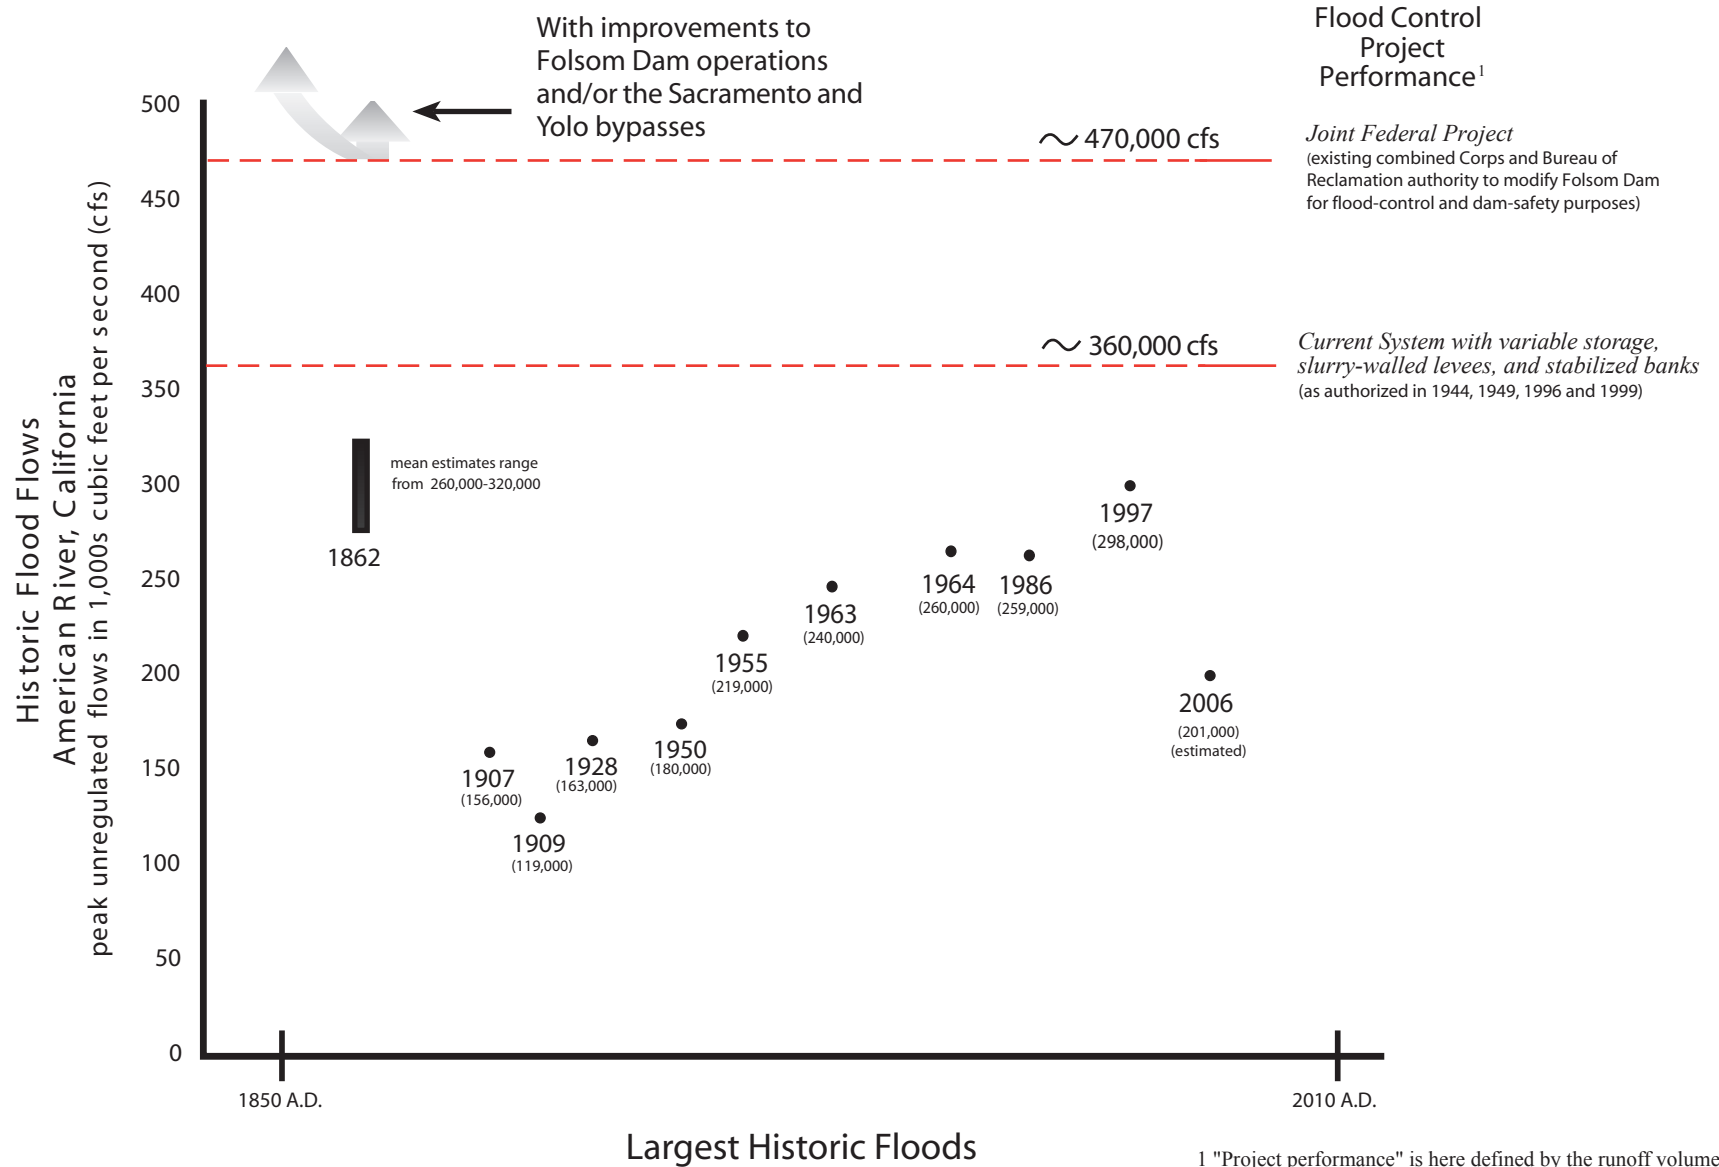 With improvements to
Folsom Dam operations
and/or the Sacramento and
Yolo bypasses
Flood Control
Project
Performance1
500
450
400
350
300
250
200
150
100
50
0
Historic Flood Flows
American River, California
peak unregulated flows in 1,000s cubic feet per second (cfs)
~ 470,000 cfs
Joint Federal Project
(existing combined Corps and Bureau of
Reclamation authority to modify Folsom Dam
for flood-control and dam-safety purposes)
~ 360,000 cfs
Current System with variable storage,
slurry-walled levees, and stabilized banks
(as authorized in 1944, 1949, 1996 and 1999)
mean estimates range
from 260,000-320,000
1862
1907
(156,000)
1909
(119,000)
1928
(163,000)
1950
(180,000)
1955
(219,000)
1963
(240,000)
1964
(260,000)
1986
(259,000)
1997
(298,000)
2006
(201,000)
(estimated)
1850 A.D.
2010 A.D.
Largest Historic Floods
1 "Project performance" is here defined by the runoff volume